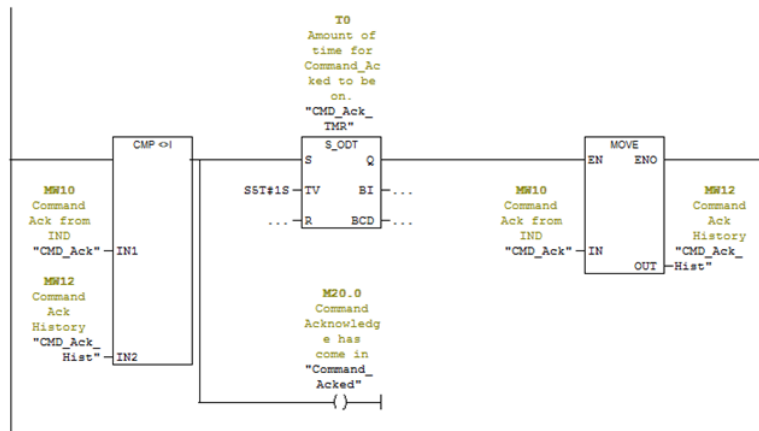 T0
Amount of
time for
Command_Ac
ked to be
on.
"CMD_Ack_
TMR"
CMP <>I
S_ODT
MOVE
S Q
EN ENO
MW10
Command
Ack from
IND
"CMD_Ack" IN1
S5T#1S TV BI ...
... R BCD ...
MW10
Command
Ack from
IND
"CMD_Ack" IN
MW12
Command
Ack
History
"CMD_Ack_
OUT Hist"
MW12
Command
Ack
History
"CMD_Ack_
Hist" IN2
M20.0
Command
Acknowledg
e has
come in
"Command_
Acked"
( )